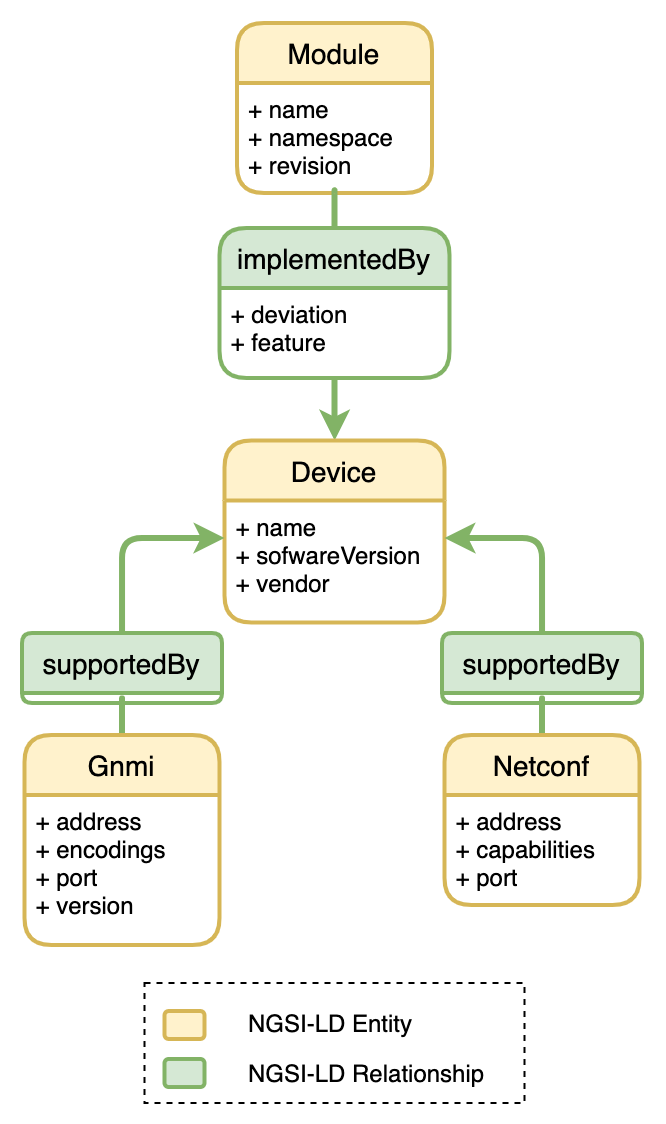 Module
+ name
+ namespace
+ revision
implementedBy
+ deviation
+ feature
Device
+ name
+ sofwareVersion
+ vendor
supportedBy
supportedBy
Gnmi
+ address
+ encodings
+ port
+ version
Netconf
+ address
+ capabilities
+ port
NGSI-LD Entity
NGSI-LD Relationship